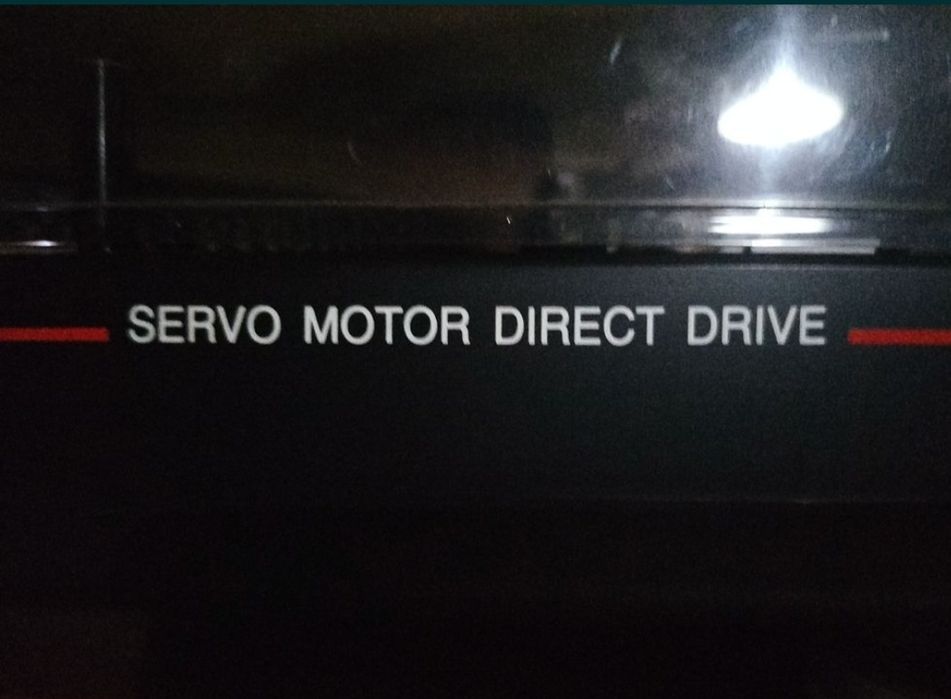 SERVO MOTOR DIRECT DRIVE